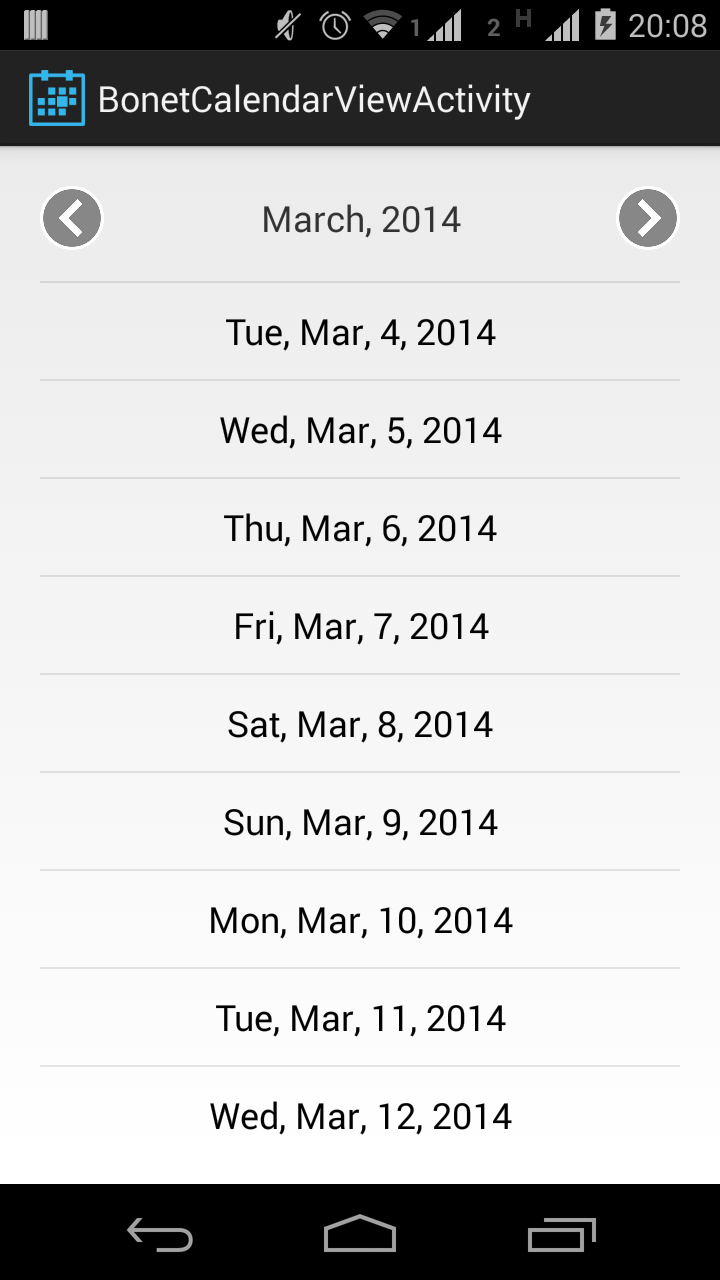 1 2 H 20:08
BonetCalendarViewActivity
March, 2014
Tue, Mar, 4, 2014
Wed, Mar, 5, 2014
Thu, Mar, 6, 2014
Fri, Mar, 7, 2014
Sat, Mar, 8, 2014
Sun, Mar, 9, 2014
Mon, Mar, 10, 2014
Tue, Mar, 11, 2014
Wed, Mar, 12, 2014